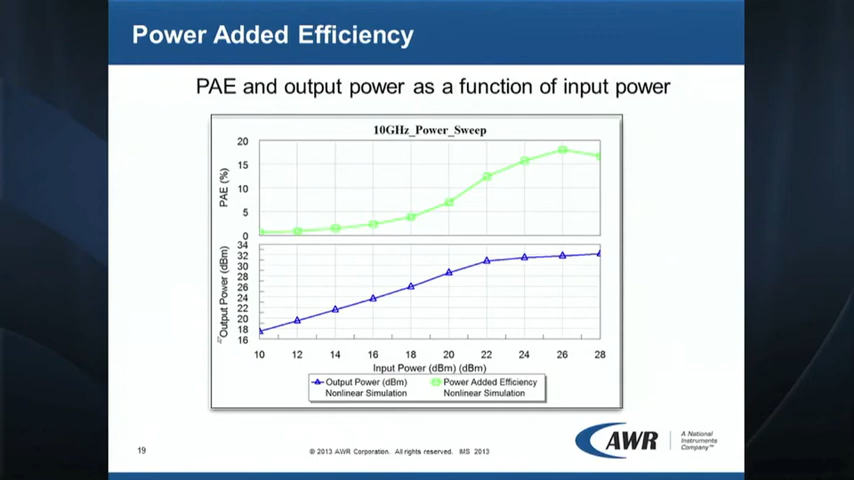 Power Added Efficiency
PAE and output power as a function of input power
10GHz_Power_Sweep
20
15
10
5
0
PAE (%)
34
32
30
28
26
24
22
20
18
16
Output Power (dBm)
10 12 14 16 18 20 22 24 26 28
Input Power (dBm) (dBm)
Output Power (dBm)
Nonlinear Simulation
Power Added Efficiency
Nonlinear Simulation
19
© 2013 AWR Corporation. All rights reserved. IMS 2013
AWR
A National
Instruments
Company™